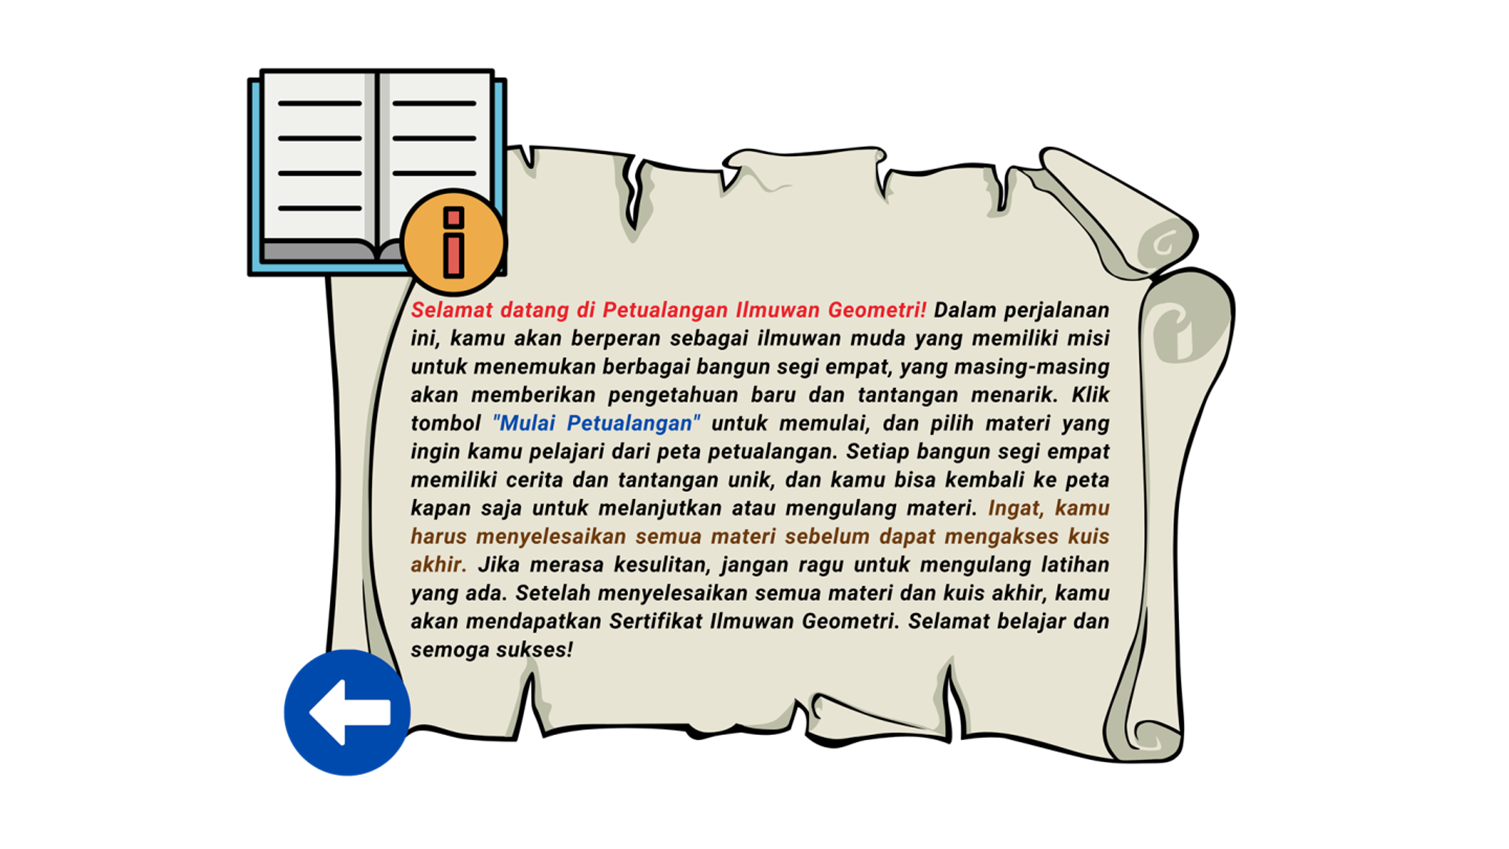 Selamat datang di Petualangan Ilmuwan Geometri! Dalam perjalanan
ini, kamu akan berperan sebagai ilmuwan muda yang memiliki misi
untuk menemukan berbagai bangun segi empat, yang masing-masing
akan memberikan pengetahuan baru dan tantangan menarik. Klik
tombol "Mulai Petualangan" untuk memulai, dan pilih materi yang
ingin kamu pelajari dari peta petualangan. Setiap bangun segi empat
memiliki cerita dan tantangan unik, dan kamu bisa kembali ke peta
kapan saja untuk melanjutkan atau mengulang materi. Ingat, kamu
harus menyelesaikan semua materi sebelum dapat mengakses kuis
akhir. Jika merasa kesulitan, jangan ragu untuk mengulang latihan
yang ada. Setelah menyelesaikan semua materi dan kuis akhir, kamu
akan mendapatkan Sertifikat Ilmuwan Geometri. Selamat belajar dan
semoga sukses!